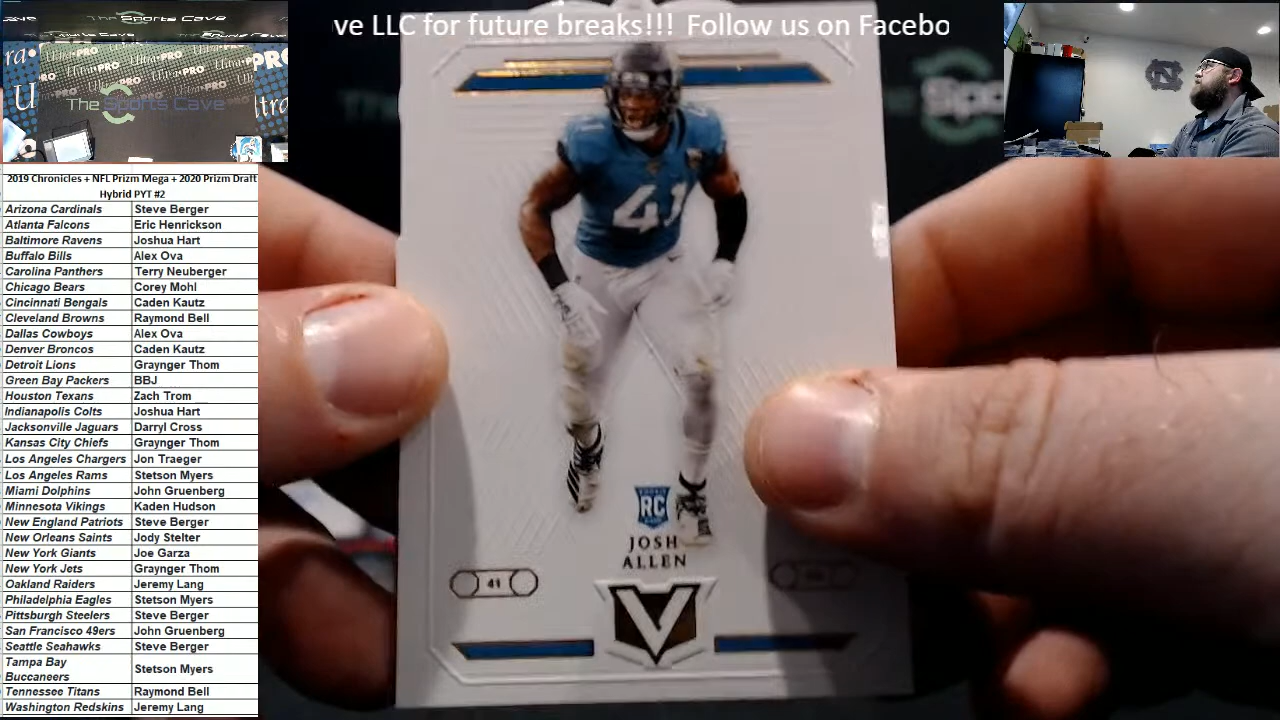 ve LLC for future breaks!!! Follow us on Facebo
The Sports Cave
2019 Chronicles + NFL Prizm Mega + 2020 Prizm Draft
Hybrid PYT #2
Arizona Cardinals Steve Berger
Atlanta Falcons Eric Henrickson
Baltimore Ravens Joshua Hart
Buffalo Bills Alex Ova
Carolina Panthers Terry Neuberger
Chicago Bears Corey Mohl
Cincinnati Bengals Caden Kautz
Cleveland Browns Raymond Bell
Dallas Cowboys Alex Ova
Denver Broncos Caden Kautz
Detroit Lions Graynger Thom
Green Bay Packers BBJ
Houston Texans Zach Trom
Indianapolis Colts Joshua Hart
Jacksonville Jaguars Darryl Cross
Kansas City Chiefs Graynger Thom
Los Angeles Chargers Jon Traeger
Los Angeles Rams Stetson Myers
Miami Dolphins John Gruenberg
Minnesota Vikings Kaden Hudson
New England Patriots Steve Berger
New Orleans Saints Jody Stelter
New York Giants Joe Garza
New York Jets Graynger Thom
Oakland Raiders Jeremy Lang
Philadelphia Eagles Stetson Myers
Pittsburgh Steelers Steve Berger
San Francisco 49ers John Gruenberg
Seattle Seahawks Steve Berger
Tampa Bay
Buccaneers Stetson Myers
Tennessee Titans Raymond Bell
Washington Redskins Jeremy Lang
41
RC
JOSH
ALLEN
41
V